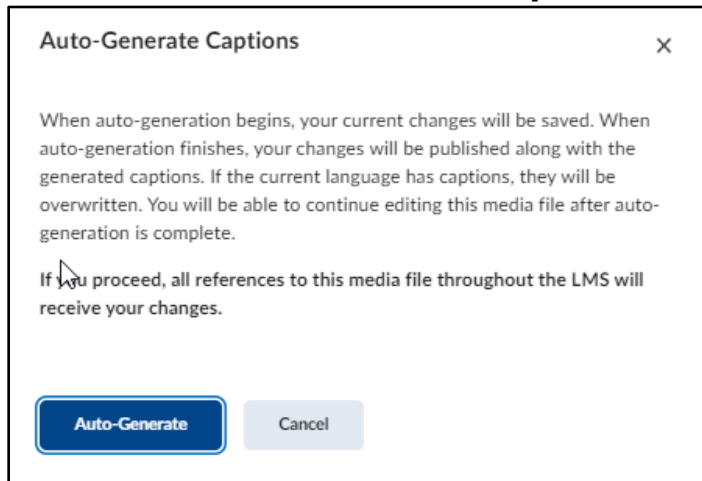 Auto-Generate Captions
When auto-generation begins, your current changes will be saved. When
auto-generation finishes, your changes will be published along with the
generated captions. If the current language has captions, they will be
overwritten. You will be able to continue editing this media file after auto-
generation is complete.
If you proceed, all references to this media file throughout the LMS will
receive your changes.
Auto-Generate Cancel